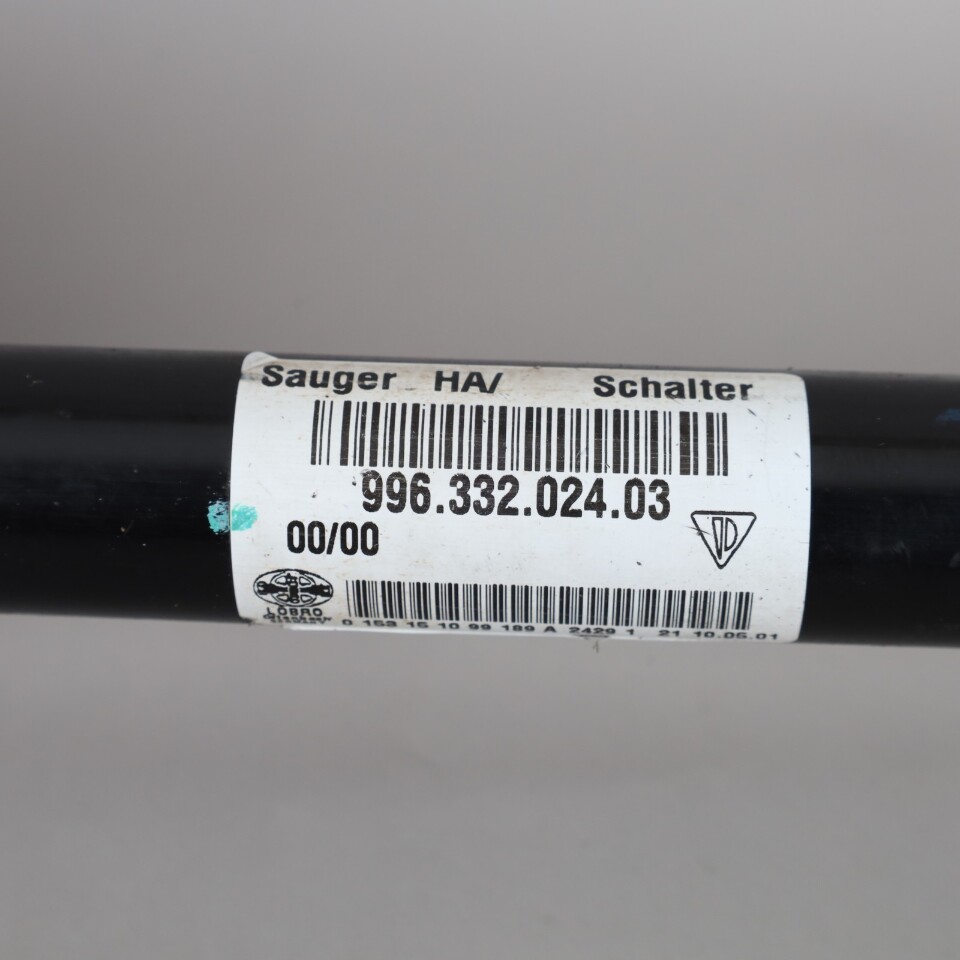 Sauger HA/ Schalter
996.332.024.03
00/00
LÖBRO
0 153 15 10 99 189 A 2429 1 21 10.05.01